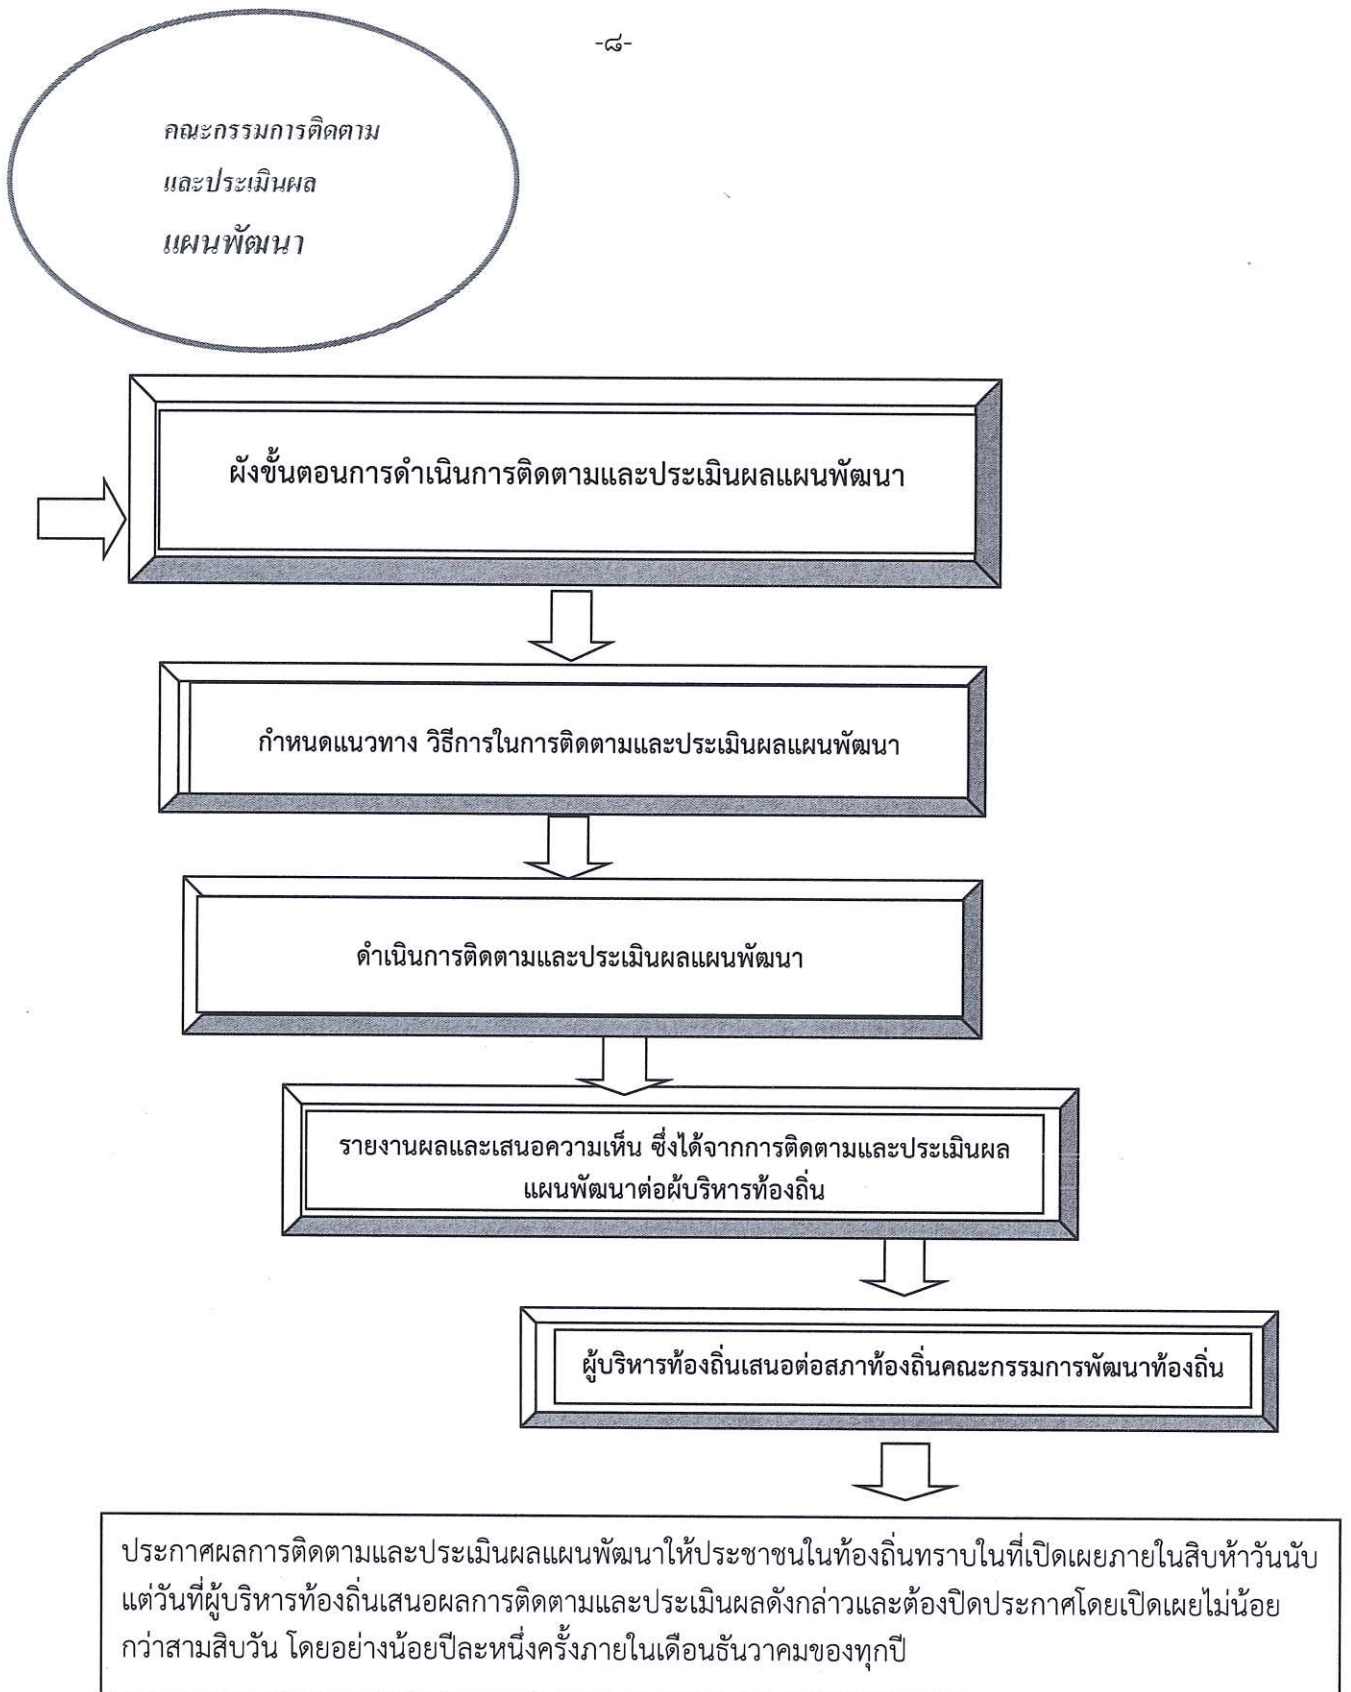 -๘-
คณะกรรมการติดตาม
และประเมินผล
แผนพัฒนา
ผังขั้นตอนการดำเนินการติดตามและประเมินผลแผนพัฒนา
กำหนดแนวทาง วิธีการในการติดตามและประเมินผลแผนพัฒนา
ดำเนินการติดตามและประเมินผลแผนพัฒนา
รายงานผลและเสนอความเห็น ซึ่งได้จากการติดตามและประเมินผล
แผนพัฒนาต่อผู้บริหารท้องถิ่น
ผู้บริหารท้องถิ่นเสนอต่อสภาท้องถิ่นคณะกรรมการพัฒนาท้องถิ่น
ประกาศผลการติดตามและประเมินผลแผนพัฒนาให้ประชาชนในท้องถิ่นทราบในที่เปิดเผยภายในสิบห้าวันนับ
แต่วันที่ผู้บริหารท้องถิ่นเสนอผลการติดตามและประเมินผลดังกล่าวและต้องปิดประกาศโดยเปิดเผยไม่น้อย
กว่าสามสิบวัน โดยอย่างน้อยปีละหนึ่งครั้งภายในเดือนธันวาคมของทุกปี